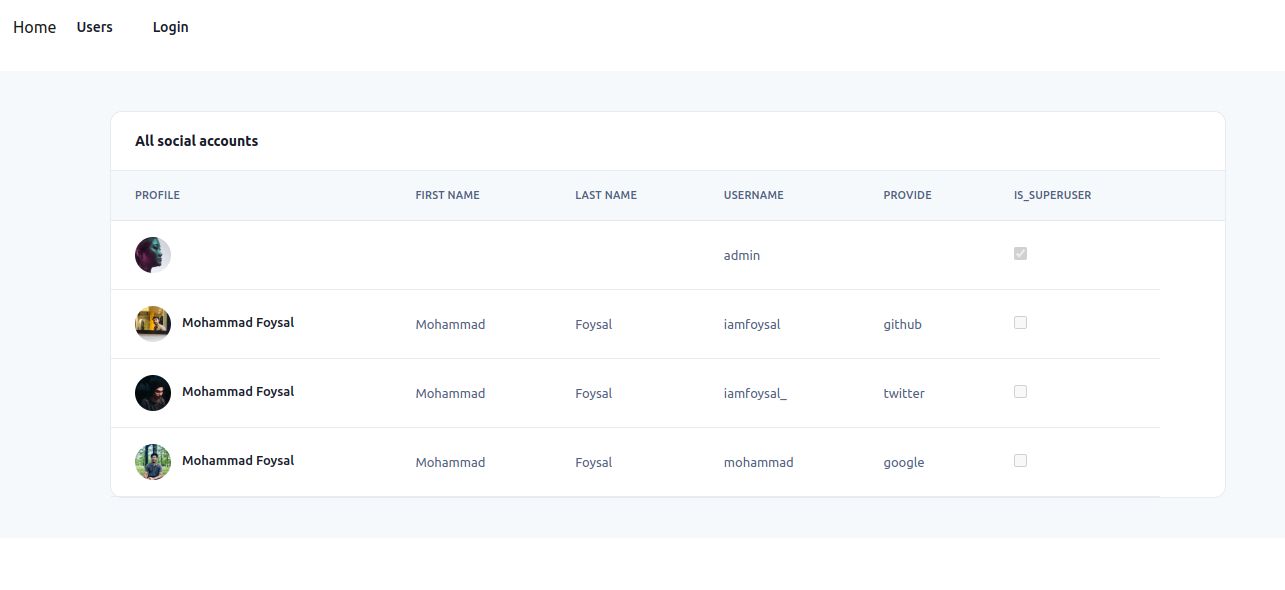 Home Users Login
All social accounts
PROFILE FIRST NAME LAST NAME USERNAME PROVIDE IS_SUPERUSER
admin
Mohammad Foysal Mohammad Foysal iamfoysal github
Mohammad Foysal Mohammad Foysal iamfoysal_ twitter
Mohammad Foysal Mohammad Foysal mohammad google